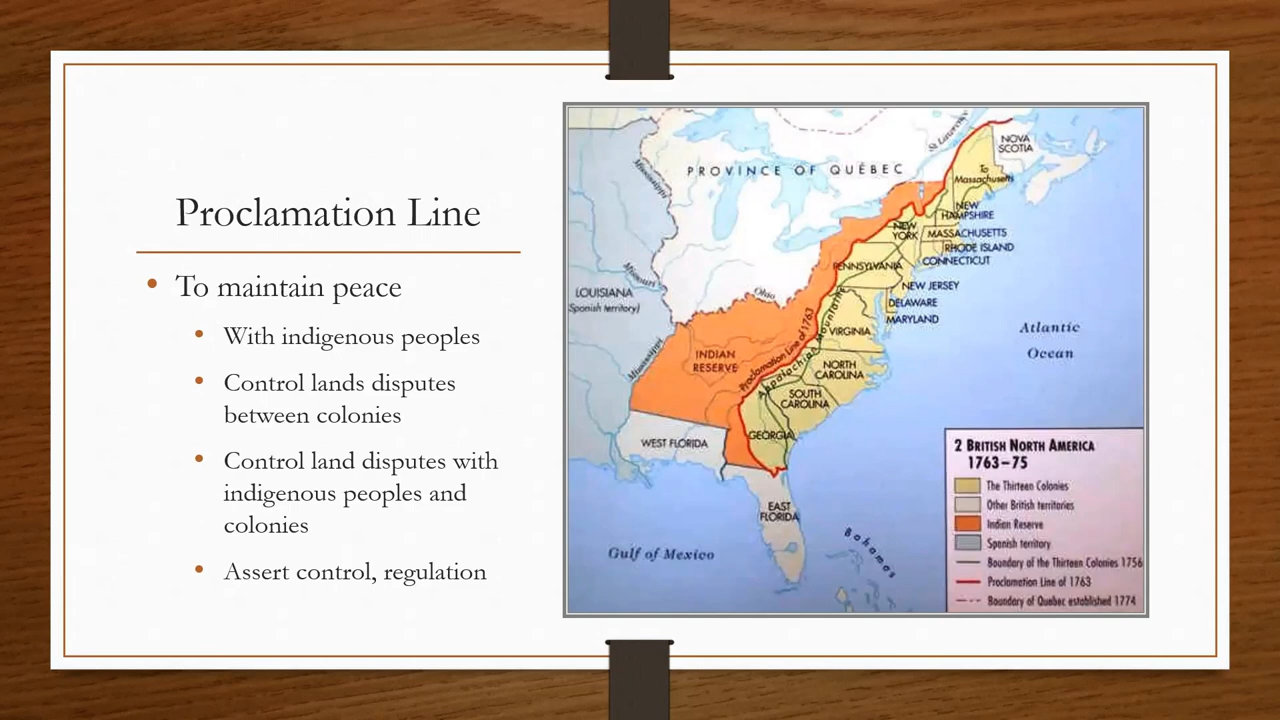 Proclamation Line
To maintain peace
With indigenous peoples
Control lands disputes
between colonies
Control land disputes with
indigenous peoples and
colonies
Assert control, regulation
St Lawrence
NOVA
SCOTIA
PROVINCE OF QUÉBEC
To
Massachusetts
Mississippi
NEW
HAMPSHIRE
NEW
YORK
MASSACHUSETTS
RHODE ISLAND
CONNECTICUT
PENNSYLVANIA
Missouri
NEW JERSEY
LOUISIANA
(Spanish territory)
Ohio
DELAWARE
MARYLAND
VIRGINIA
Atlantic
Ocean
Proclamation Line of 1763
Appalachian Mountains
INDIAN
RESERVE
Mississippi
NORTH
CAROLINA
SOUTH
CAROLINA
WEST FLORIDA
GEORGIA
EAST
FLORIDA
Gulf of Mexico
Bahamas
2 BRITISH NORTH AMERICA
1763–75
The Thirteen Colonies
Other British territories
Indian Reserve
Spanish territory
Boundary of the Thirteen Colonies 1756
Proclamation Line of 1763
Boundary of Quebec established 1774